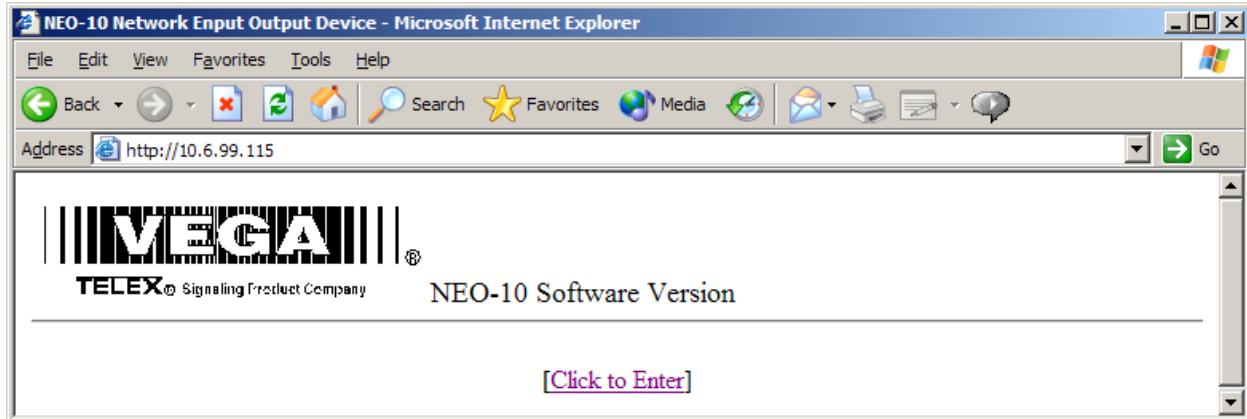 NEO-10 Network Enput Output Device - Microsoft Internet Explorer
File Edit View Favorites Tools Help
Back Search Favorites Media
Address http://10.6.99.115 Go
VEGA ®
TELEX® Signaling Product Company NEO-10 Software Version
[Click to Enter]